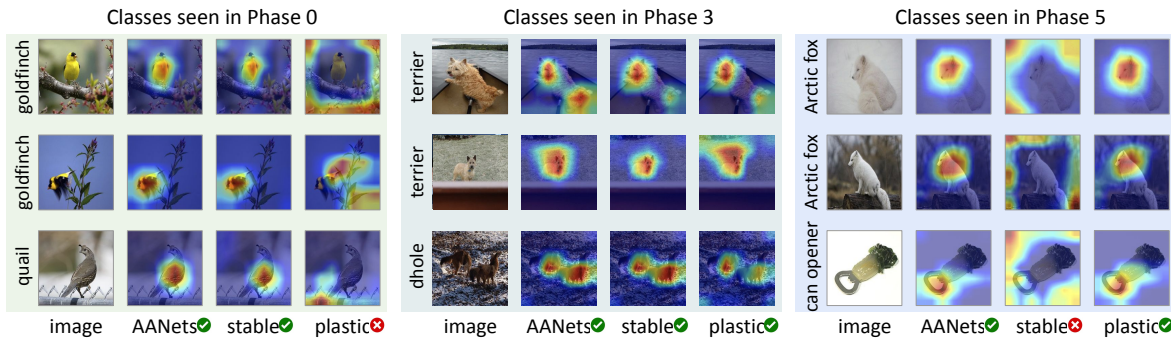 Classes seen in Phase 0
goldfinch
goldfinch
quail
image AANets stable plastic
Classes seen in Phase 3
terrier
terrier
dhole
image AANets stable plastic
Classes seen in Phase 5
Arctic fox
Arctic fox
can opener
image AANets stable plastic